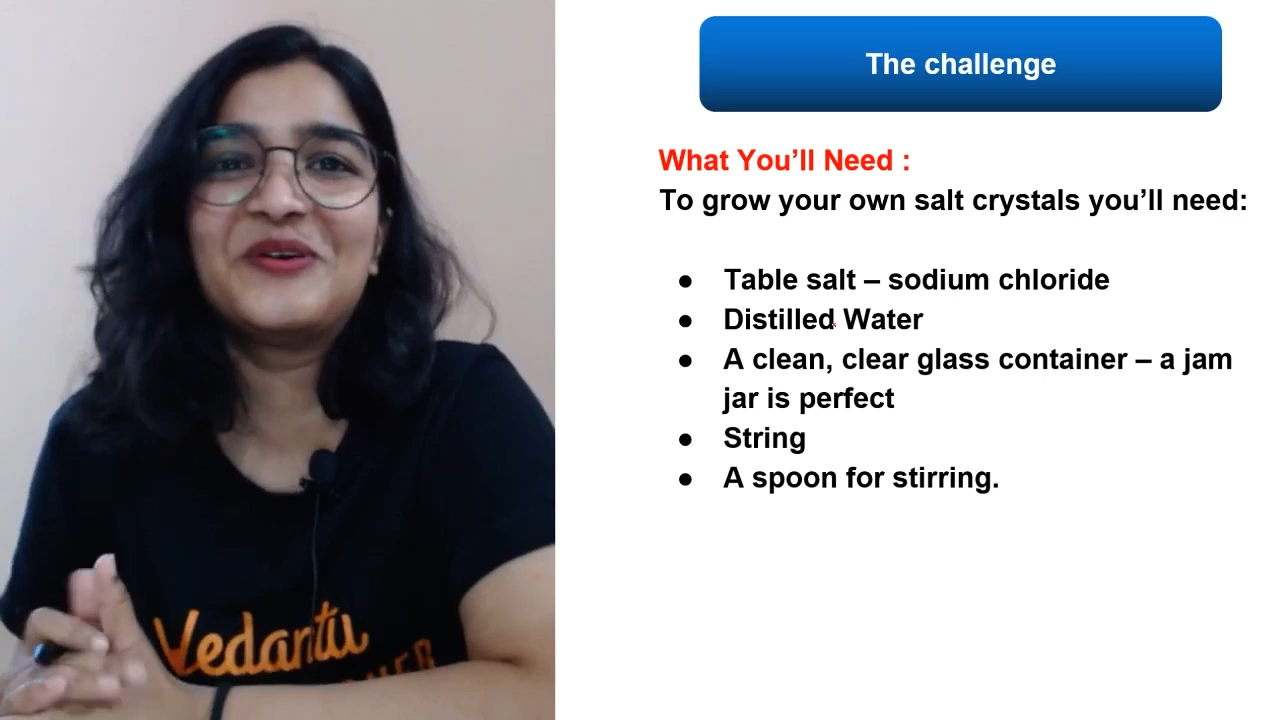 The challenge
What You’ll Need :
To grow your own salt crystals you’ll need:
● Table salt – sodium chloride
● Distilled Water
● A clean, clear glass container – a jam
jar is perfect
● String
● A spoon for stirring.
Vedantu